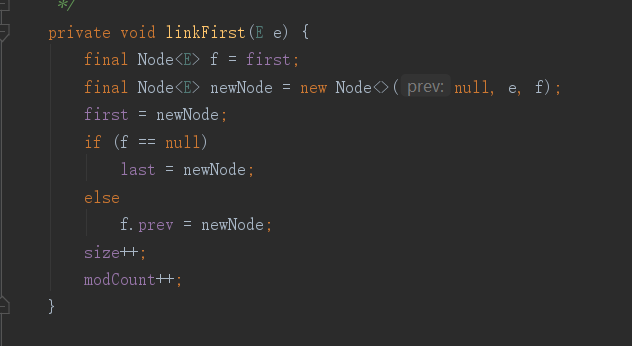 */
private void linkFirst(E e) {
    final Node<E> f = first;
    final Node<E> newNode = new Node<>(prev: null, e, f);
    first = newNode;
    if (f == null)
        last = newNode;
    else
        f.prev = newNode;
    size++;
    modCount++;
}